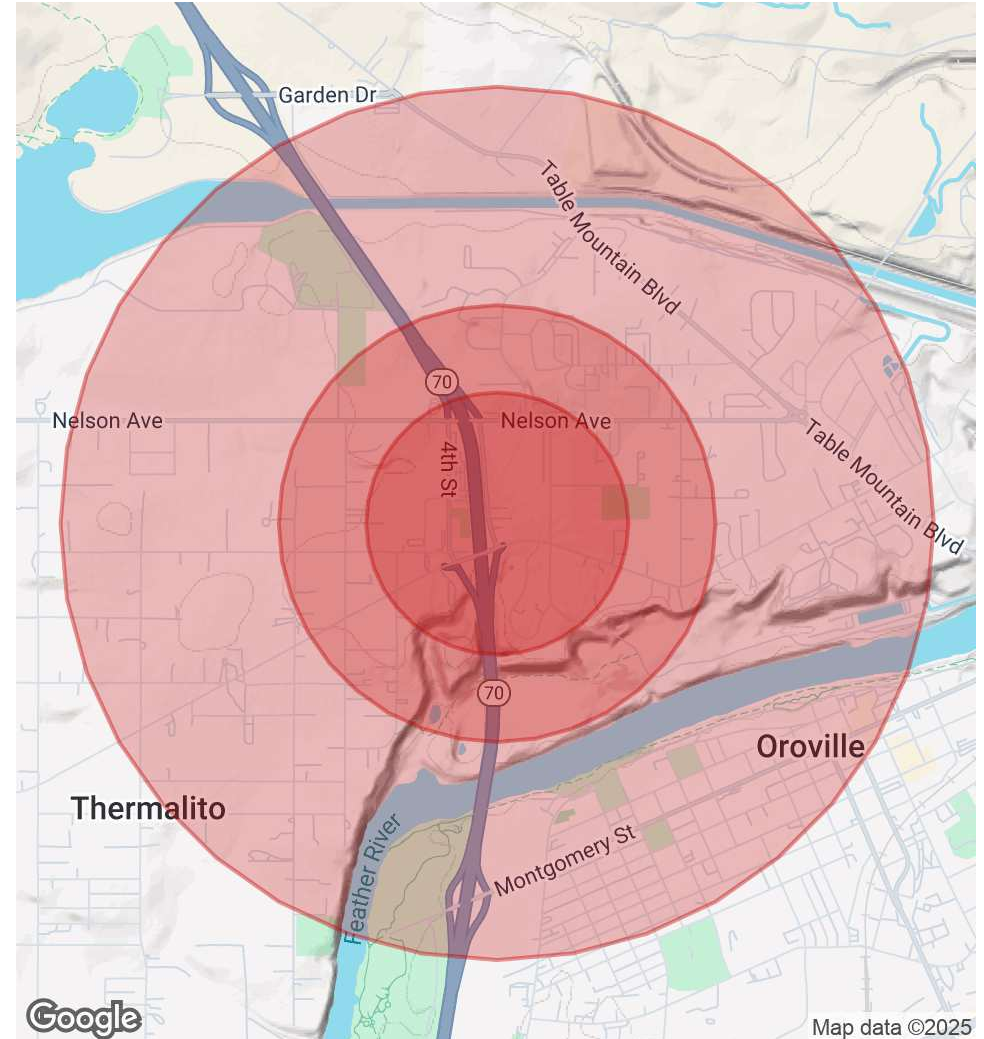 Garden Dr
Table Mountain Blvd
70
Nelson Ave
Nelson Ave
4th St
Table Mountain Blvd
70
Oroville
Thermalito
Feather River
Montgomery St
Google
Map data ©2025